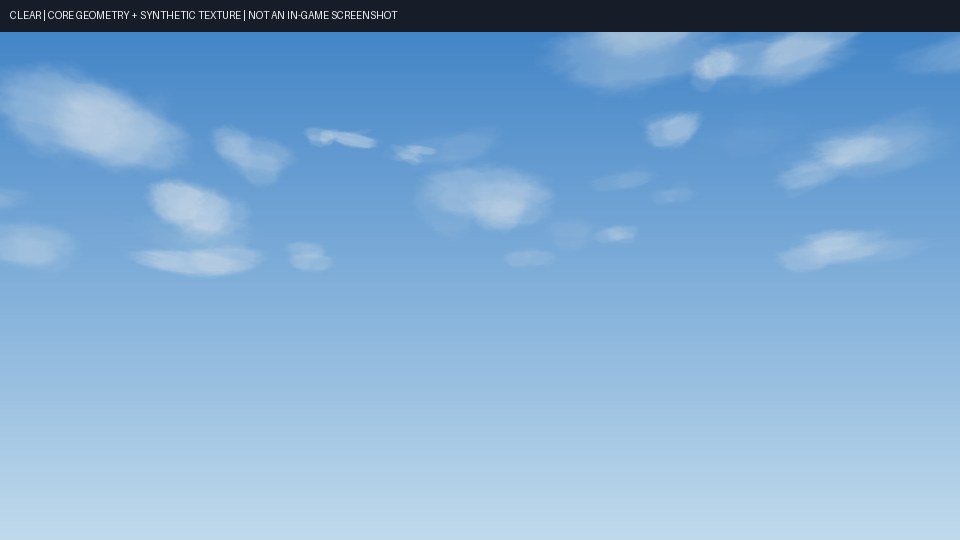 CLEAR | CORE GEOMETRY + SYNTHETIC TEXTURE | NOT AN IN-GAME SCREENSHOT